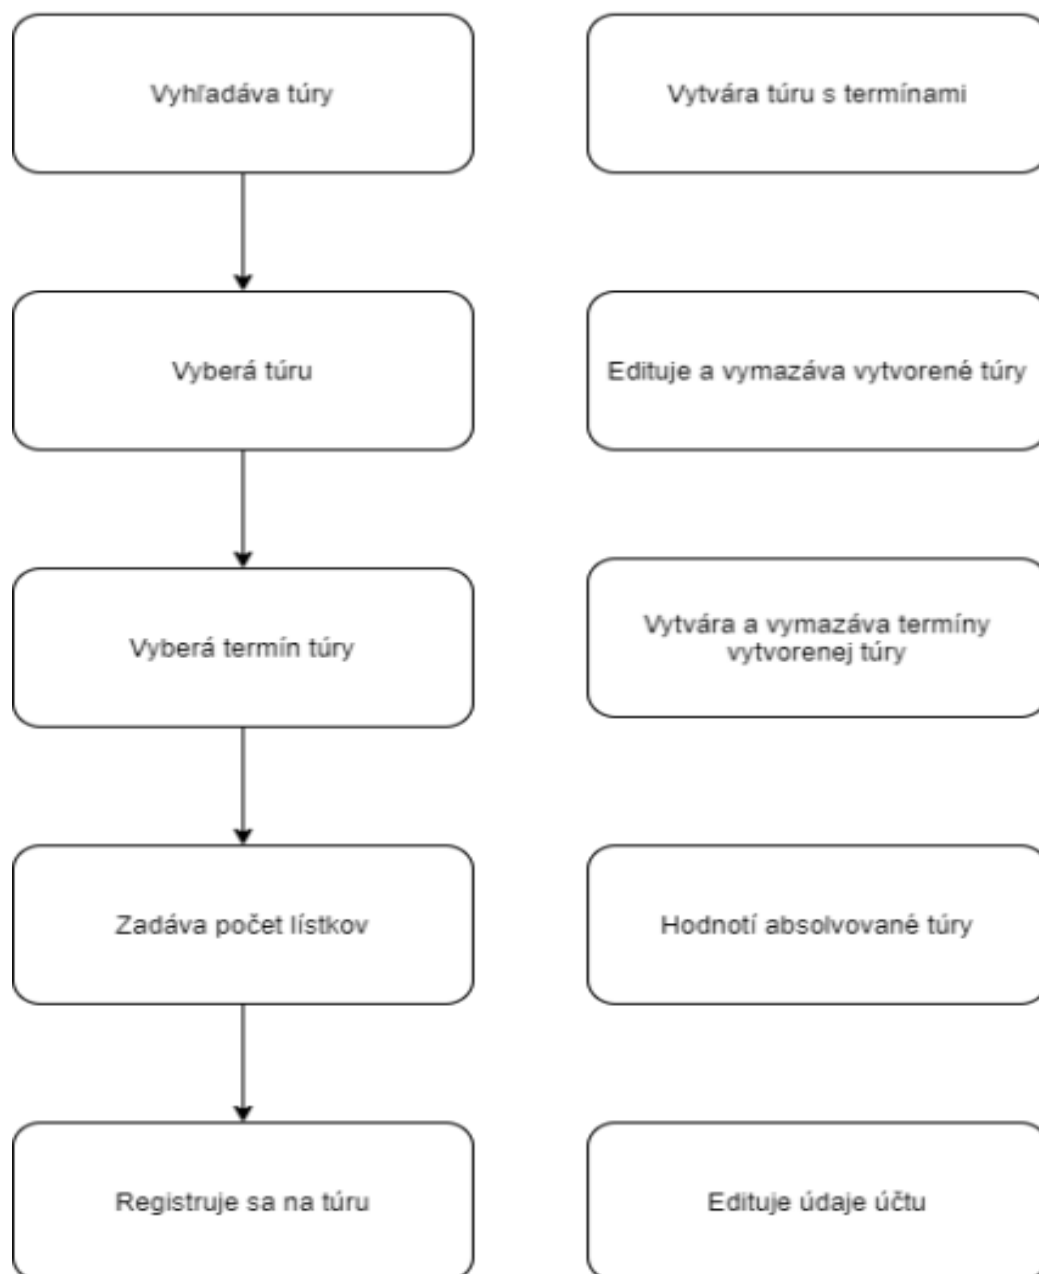 Vyhľadáva túry
Vytvára túru s termínami
Vyberá túru
Edituje a vymazáva vytvorené túry
Vyberá termín túry
Vytvára a vymazáva termíny
vytvorenej túry
Zadáva počet lístkov
Hodnotí absolvované túry
Registruje sa na túru
Edituje údaje účtu